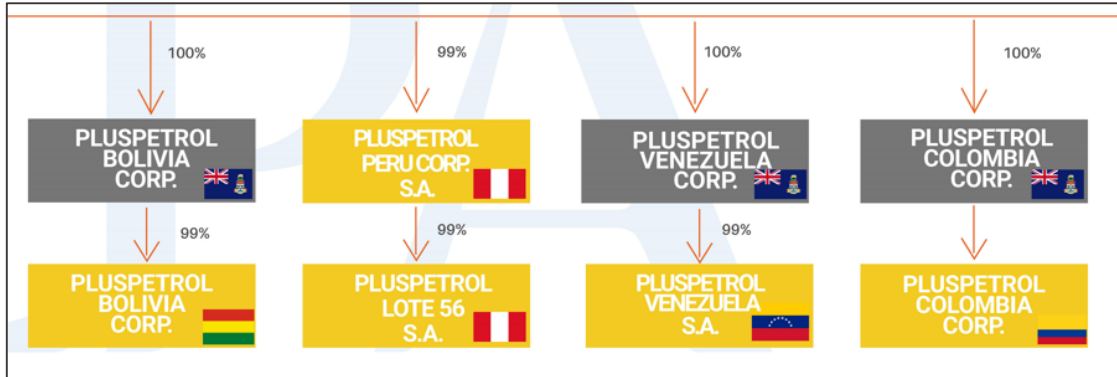 100%
99%
100%
100%
PLUSPETROL
BOLIVIA
CORP.
PLUSPETROL
PERU CORP.
S.A.
PLUSPETROL
VENEZUELA
CORP.
PLUSPETROL
COLOMBIA
CORP.
99%
99%
99%
PLUSPETROL
BOLIVIA
CORP.
PLUSPETROL
LOTE 56
S.A.
PLUSPETROL
VENEZUELA
S.A.
PLUSPETROL
COLOMBIA
CORP.